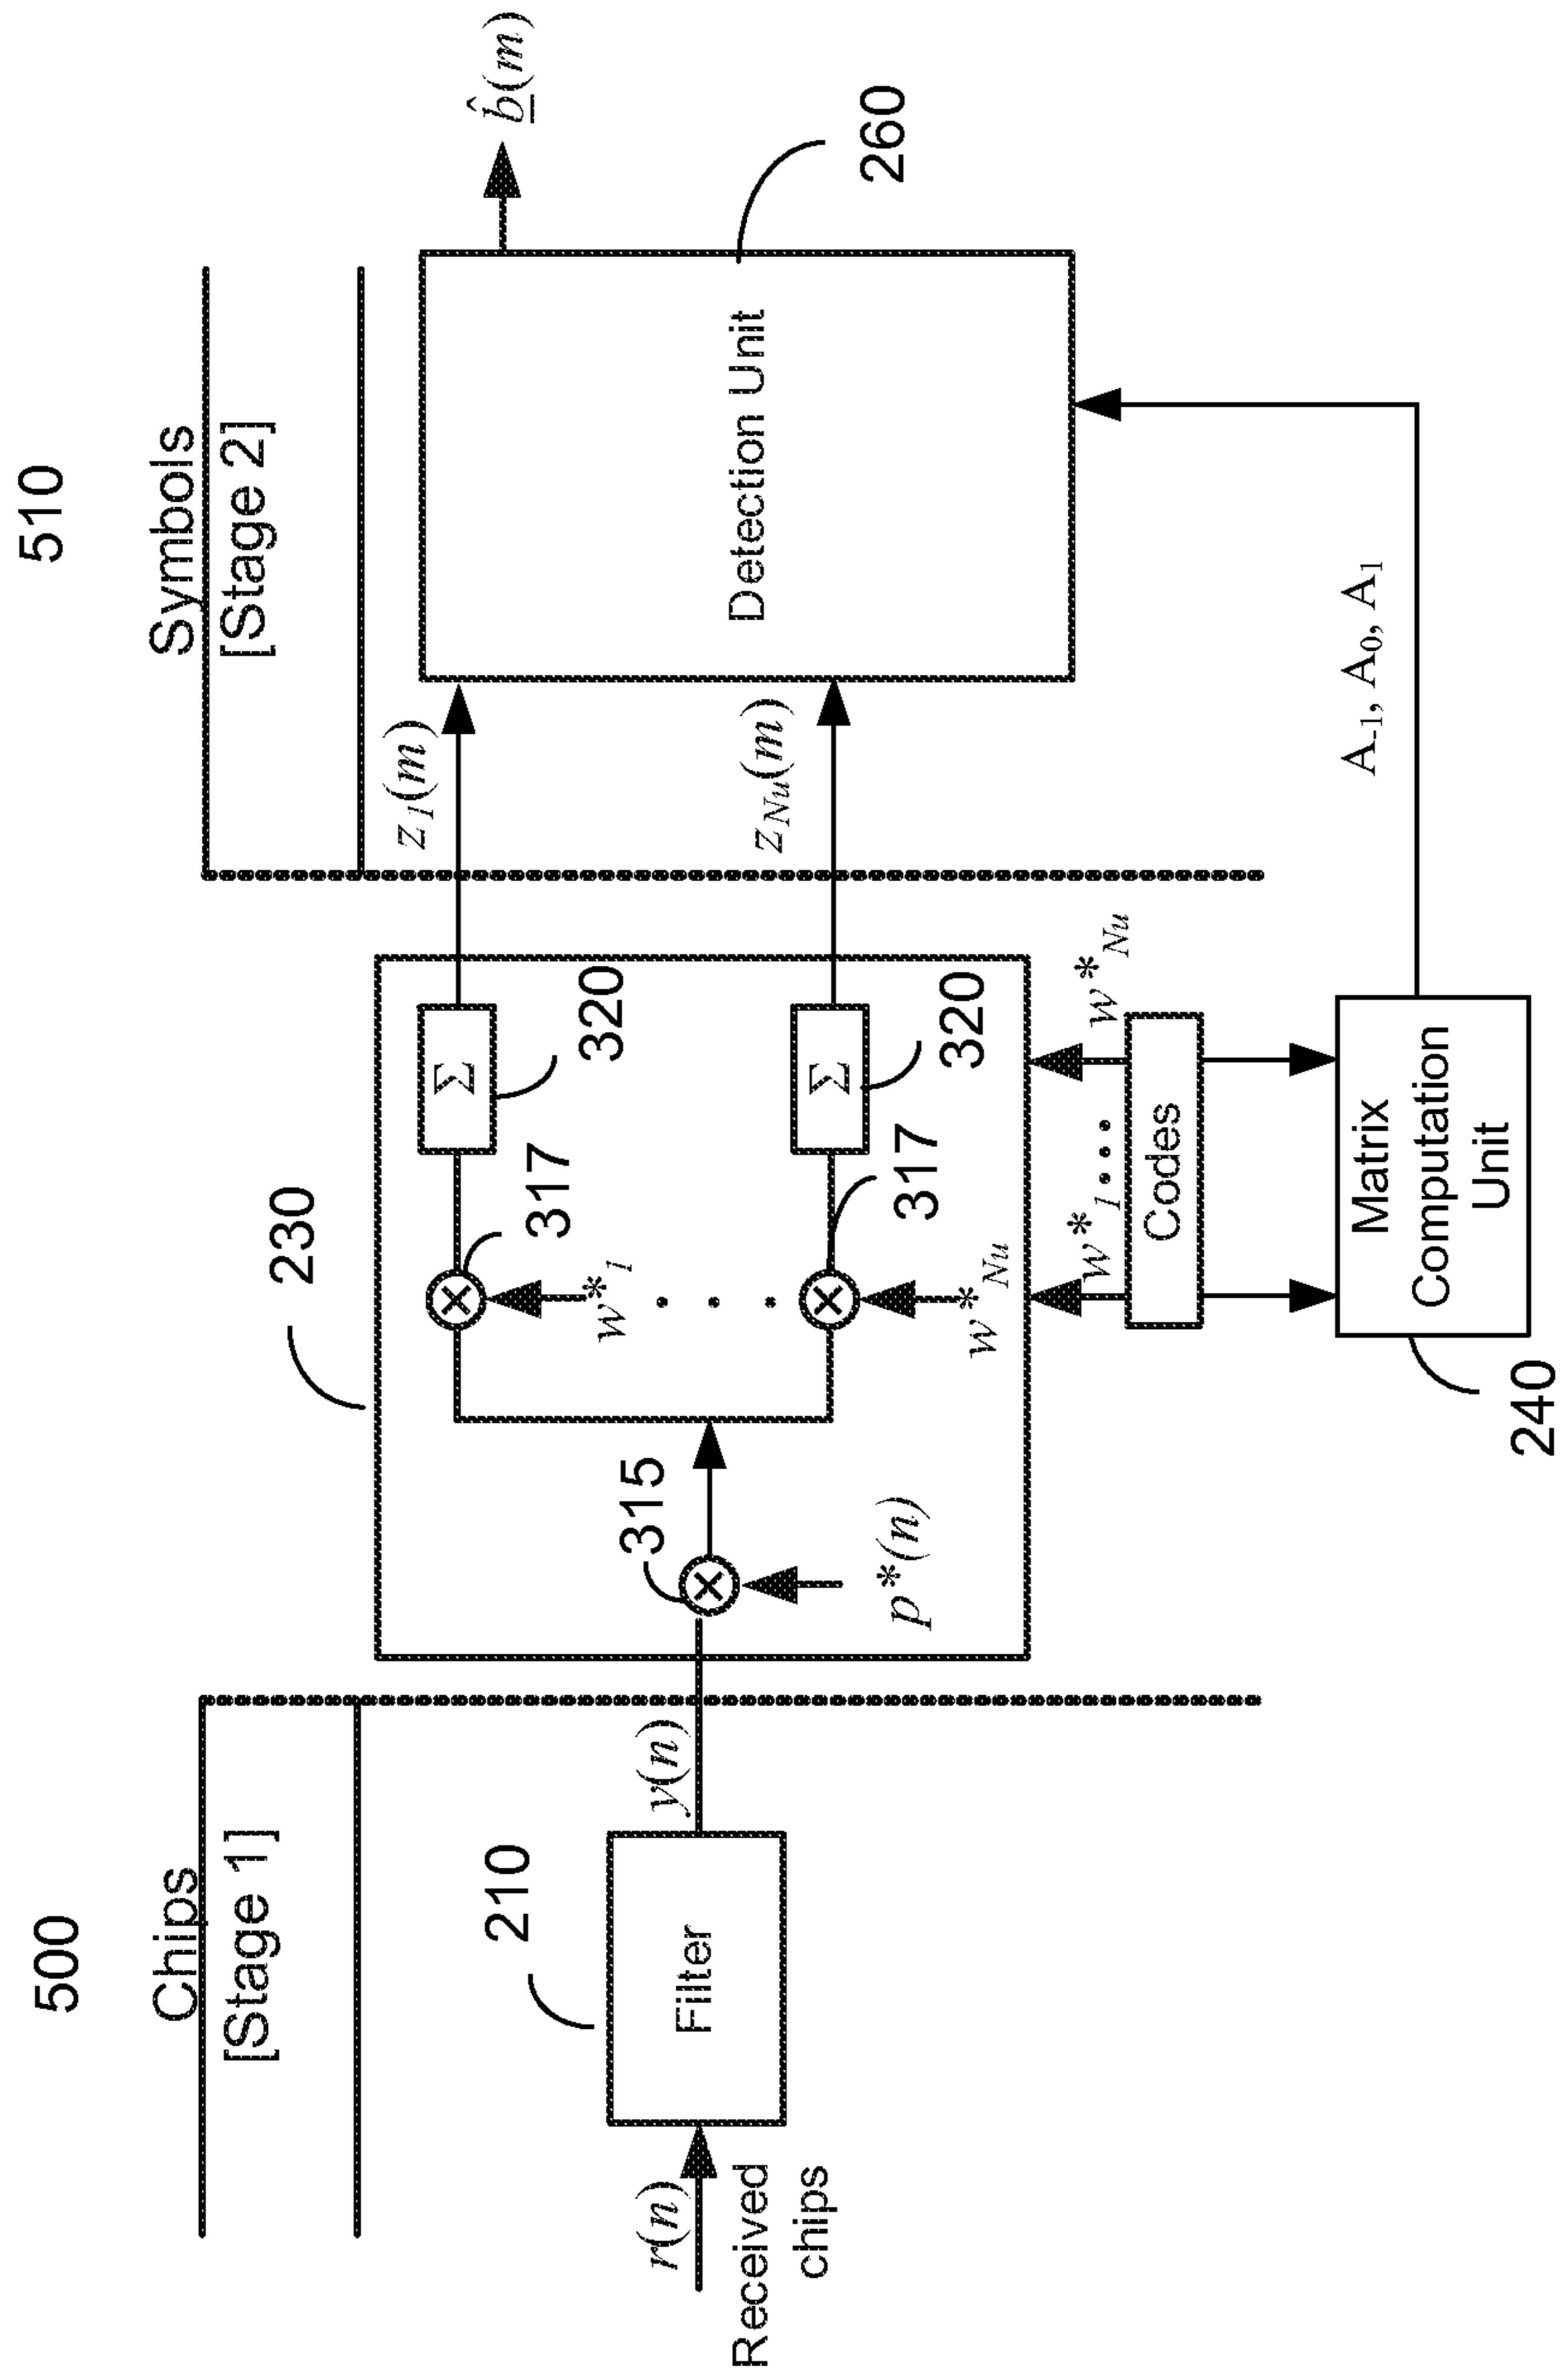 500
510
Chips
[Stage 1]
Symbols
[Stage 2]
210
230
r(n)
Received
chips
Filter
y(n)
315
p*(n)
317
w*1
317
w*Nu
Σ
320
Σ
320
z1(m)
zNu(m)
Detection Unit
b̂(m)
260
w*1
w*Nu
Codes
Matrix
Computation
Unit
240
A-1, A0, A1